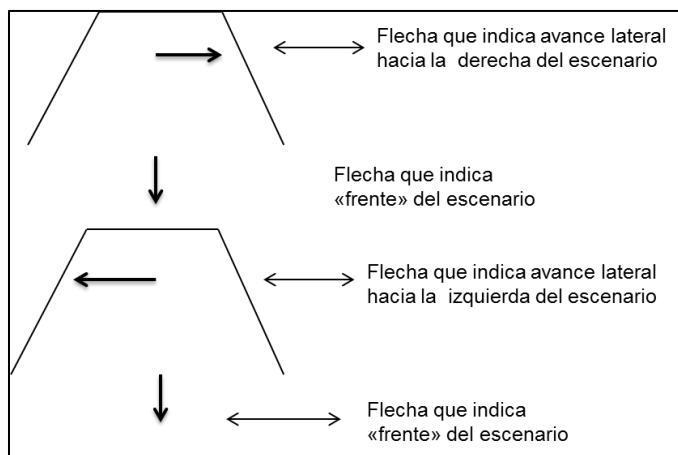 Flecha que indica avance lateral
hacia la derecha del escenario
Flecha que indica
«frente» del escenario
Flecha que indica avance lateral
hacia la izquierda del escenario
Flecha que indica
«frente» del escenario